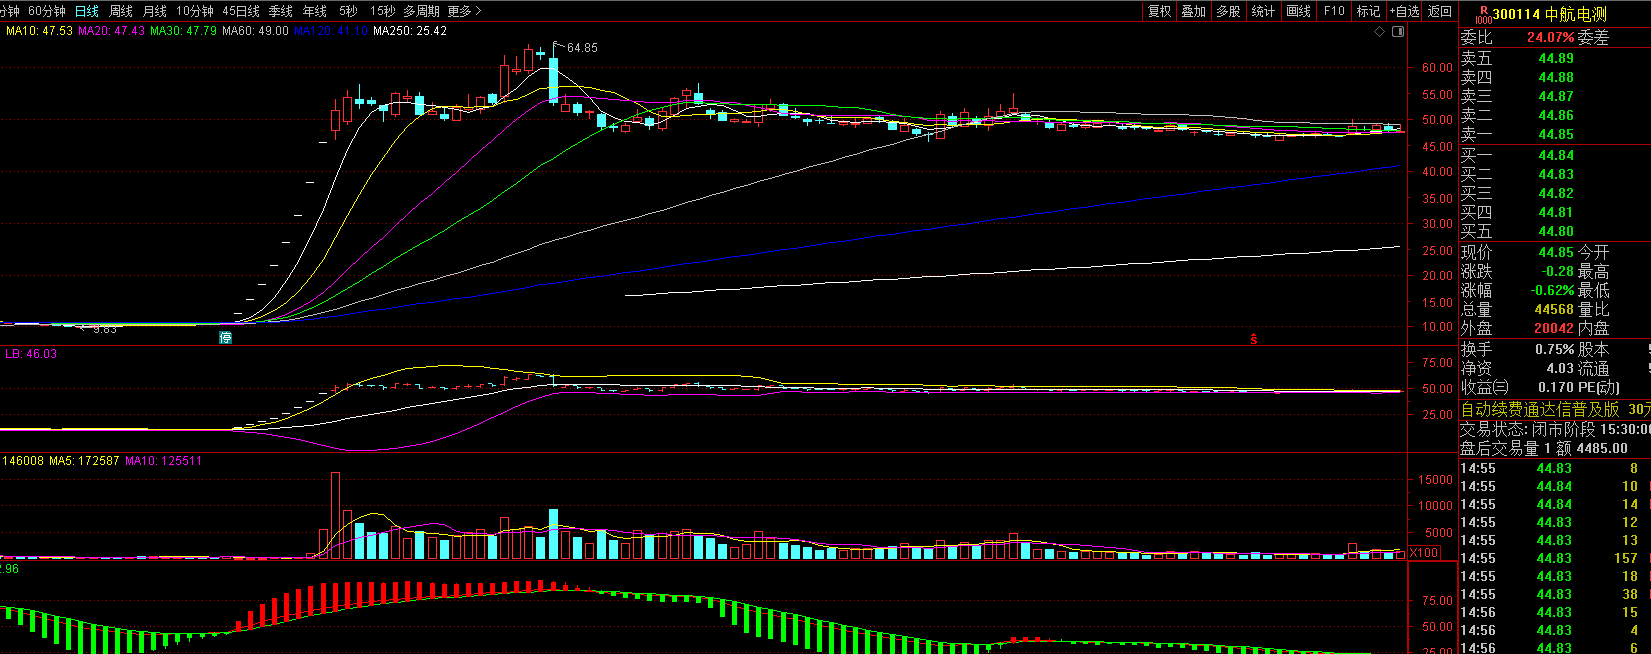 分钟 60分钟 日线 周线 月线 10分钟 45日线 季线 年线 5秒 15秒 多周期 更多> 复权 叠加 多股 统计 画线 F10 标记 +自选 返回
R 1000 300114 中航电测
MA10: 47.53 MA20: 47.43 MA30: 47.79 MA60: 49.00 MA120: 41.10 MA250: 25.42
委比 24.07% 委差
卖五 44.89
卖四 44.88
卖三 44.87
卖二 44.86
卖一 44.85
买一 44.84
买二 44.83
买三 44.82
买四 44.81
买五 44.80
现价 44.85 今开
涨跌 -0.28 最高
涨幅 -0.62% 最低
总量 44568 量比
外盘 20042 内盘
换手 0.75% 股本
净资 4.03 流通
收益㈢ 0.170 PE(动)
自动续费通达信普及版 30元
交易状态: 闭市阶段 15:30:00
盘后交易量 1 额 4485.00
14:55 44.83 8
14:55 44.84 10
14:55 44.84 14
14:55 44.83 12
14:55 44.83 13
14:55 44.83 157
14:55 44.83 18
14:55 44.83 38
14:56 44.83 15
14:56 44.83 4
14:56 44.83 6
64.85
9.83
停
S
60.00
55.00
50.00
45.00
40.00
35.00
30.00
25.00
20.00
15.00
10.00
LB: 46.03
75.00
50.00
25.00
146008 MA5: 172587 MA10: 125511
15000
10000
5000
X100
2.96
75.00
50.00
25.00